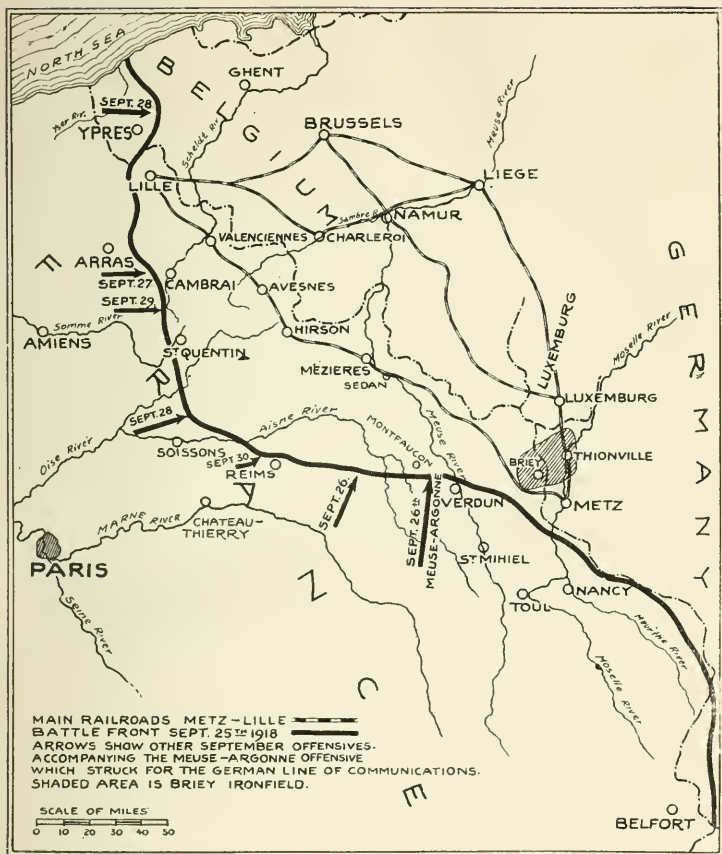 NORTH SEA
BELGIUM
GHENT
SEPT. 28
Yser Riv.
YPRES
Scheldt Riv.
BRUSSELS
Meuse River
LIEGE
LILLE
Sambre R.
NAMUR
VALENCIENNES
CHARLEROI
GERMANY
ARRAS
SEPT. 27
CAMBRAI
AVESNES
SEPT. 29
Somme River
AMIENS
ST QUENTIN
HIRSON
MÉZIERES
SEDAN
LUXEMBURG
Moselle River
LUXEMBURG
FRANCE
SEPT. 28
Oise River
SOISSONS
Aisne River
MONTFAUCON
Meuse River
BRIEY
THIONVILLE
SEPT 30
REIMS
SEPT. 26.
SEPT. 26th
MEUSE-ARGONNE
VERDUN
METZ
MARNE RIVER
CHATEAU-
THIERRY
PARIS
Seine River
ST MIHIEL
TOUL
NANCY
Meurthe River
Moselle River
MAIN RAILROADS METZ-LILLE
BATTLE FRONT SEPT. 25TH 1918
ARROWS SHOW OTHER SEPTEMBER OFFENSIVES.
ACCOMPANYING THE MEUSE-ARGONNE OFFENSIVE
WHICH STRUCK FOR THE GERMAN LINE OF COMMUNICATIONS.
SHADED AREA IS BRIEY IRONFIELD.
SCALE OF MILES
0 10 20 30 40 50
BELFORT